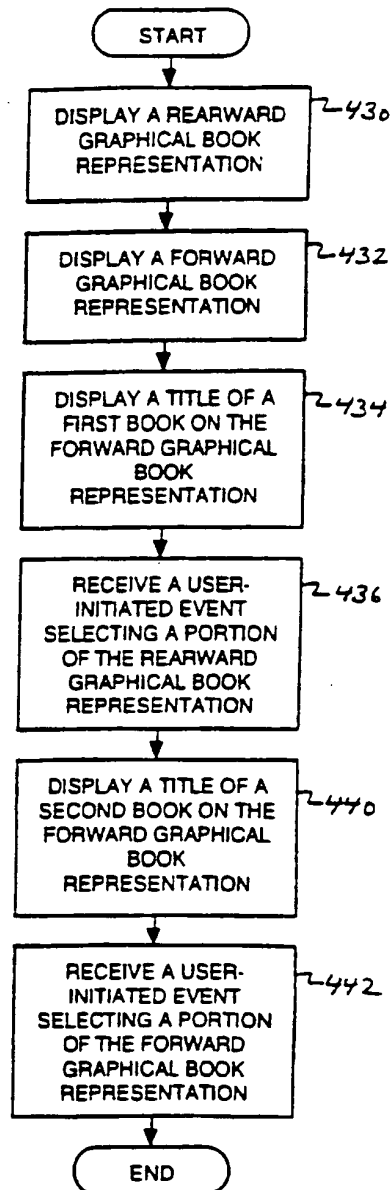 START
DISPLAY A REARWARD
GRAPHICAL BOOK
REPRESENTATION
430
DISPLAY A FORWARD
GRAPHICAL BOOK
REPRESENTATION
432
DISPLAY A TITLE OF A
FIRST BOOK ON THE
FORWARD GRAPHICAL
BOOK
REPRESENTATION
434
RECEIVE A USER-
INITIATED EVENT
SELECTING A PORTION
OF THE REARWARD
GRAPHICAL BOOK
REPRESENTATION
436
DISPLAY A TITLE OF A
SECOND BOOK ON THE
FORWARD GRAPHICAL
BOOK
REPRESENTATION
440
RECEIVE A USER-
INITIATED EVENT
SELECTING A PORTION
OF THE FORWARD
GRAPHICAL BOOK
REPRESENTATION
442
END